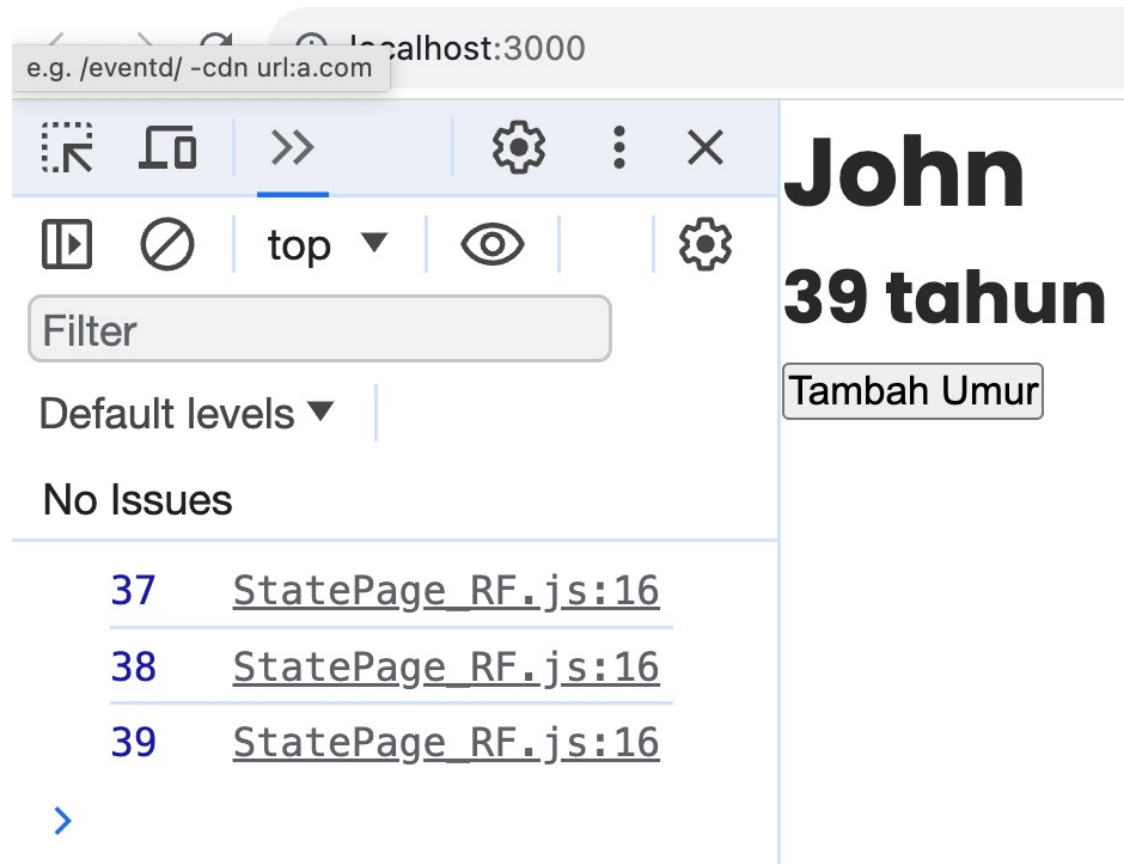 localhost:3000
e.g. /eventd/ -cdn url:a.com
top
Filter
Default levels
No Issues
37 StatePage_RF.js:16
38 StatePage_RF.js:16
39 StatePage_RF.js:16
John
39 tahun
Tambah Umur